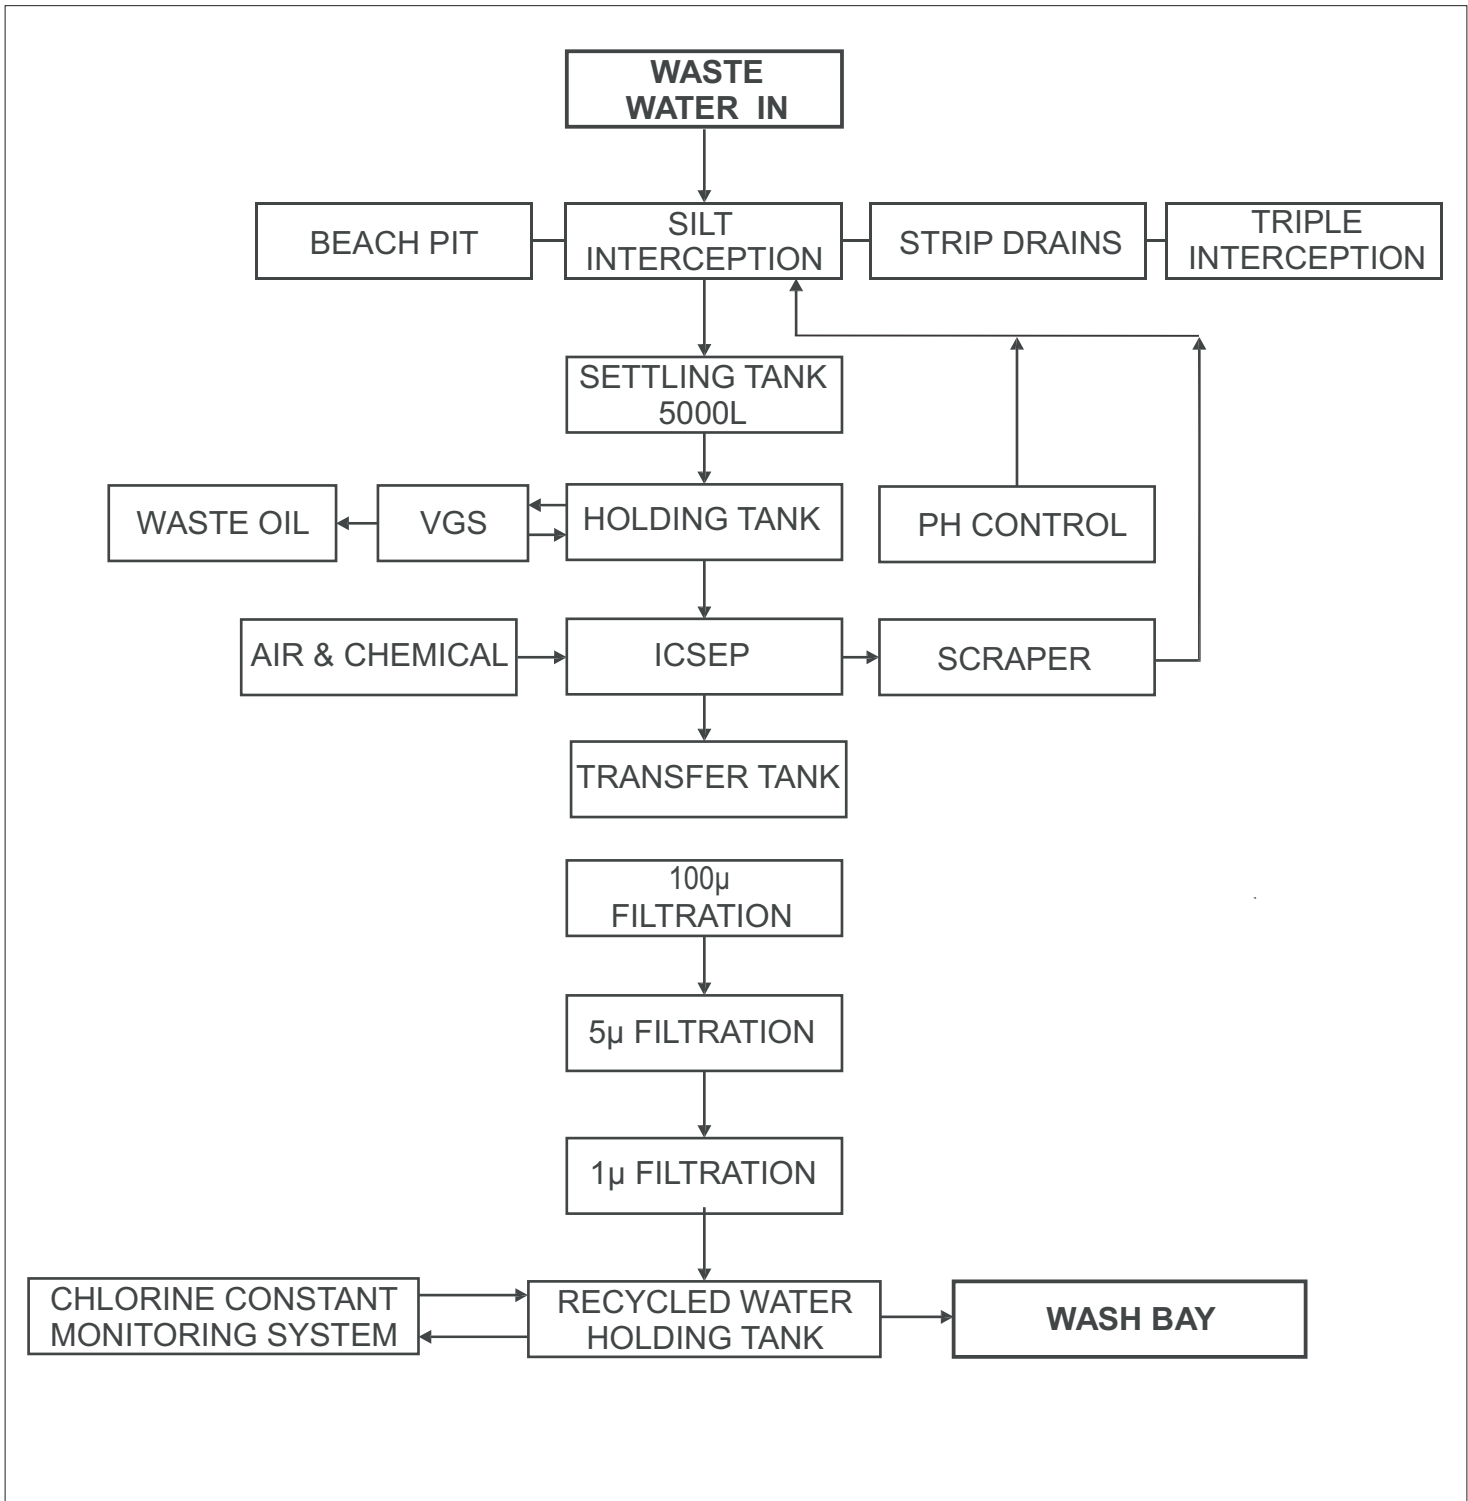 WASTE
WATER IN
BEACH PIT
SILT
INTERCEPTION
STRIP DRAINS
TRIPLE
INTERCEPTION
SETTLING TANK
5000L
WASTE OIL
VGS
HOLDING TANK
PH CONTROL
AIR & CHEMICAL
ICSEP
SCRAPER
TRANSFER TANK
100µ
FILTRATION
5µ FILTRATION
1µ FILTRATION
CHLORINE CONSTANT
MONITORING SYSTEM
RECYCLED WATER
HOLDING TANK
WASH BAY